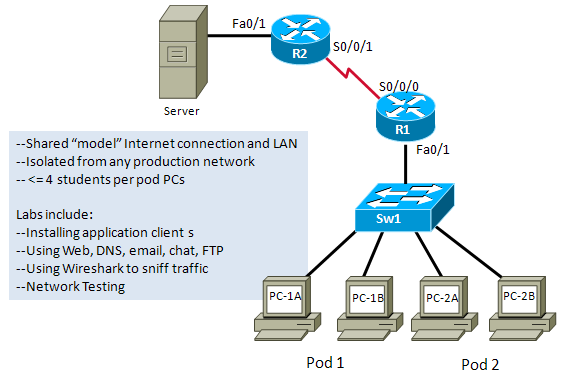 Fa0/1
R2
S0/0/1
Server
S0/0/0
R1
Fa0/1
--Shared “model” Internet connection and LAN
--Isolated from any production network
-- <= 4 students per pod PCs
Labs include:
--Installing application client s
--Using Web, DNS, email, chat, FTP
--Using Wireshark to sniff traffic
--Network Testing
Sw1
PC-1A
PC-1B
PC-2A
PC-2B
Pod 1
Pod 2